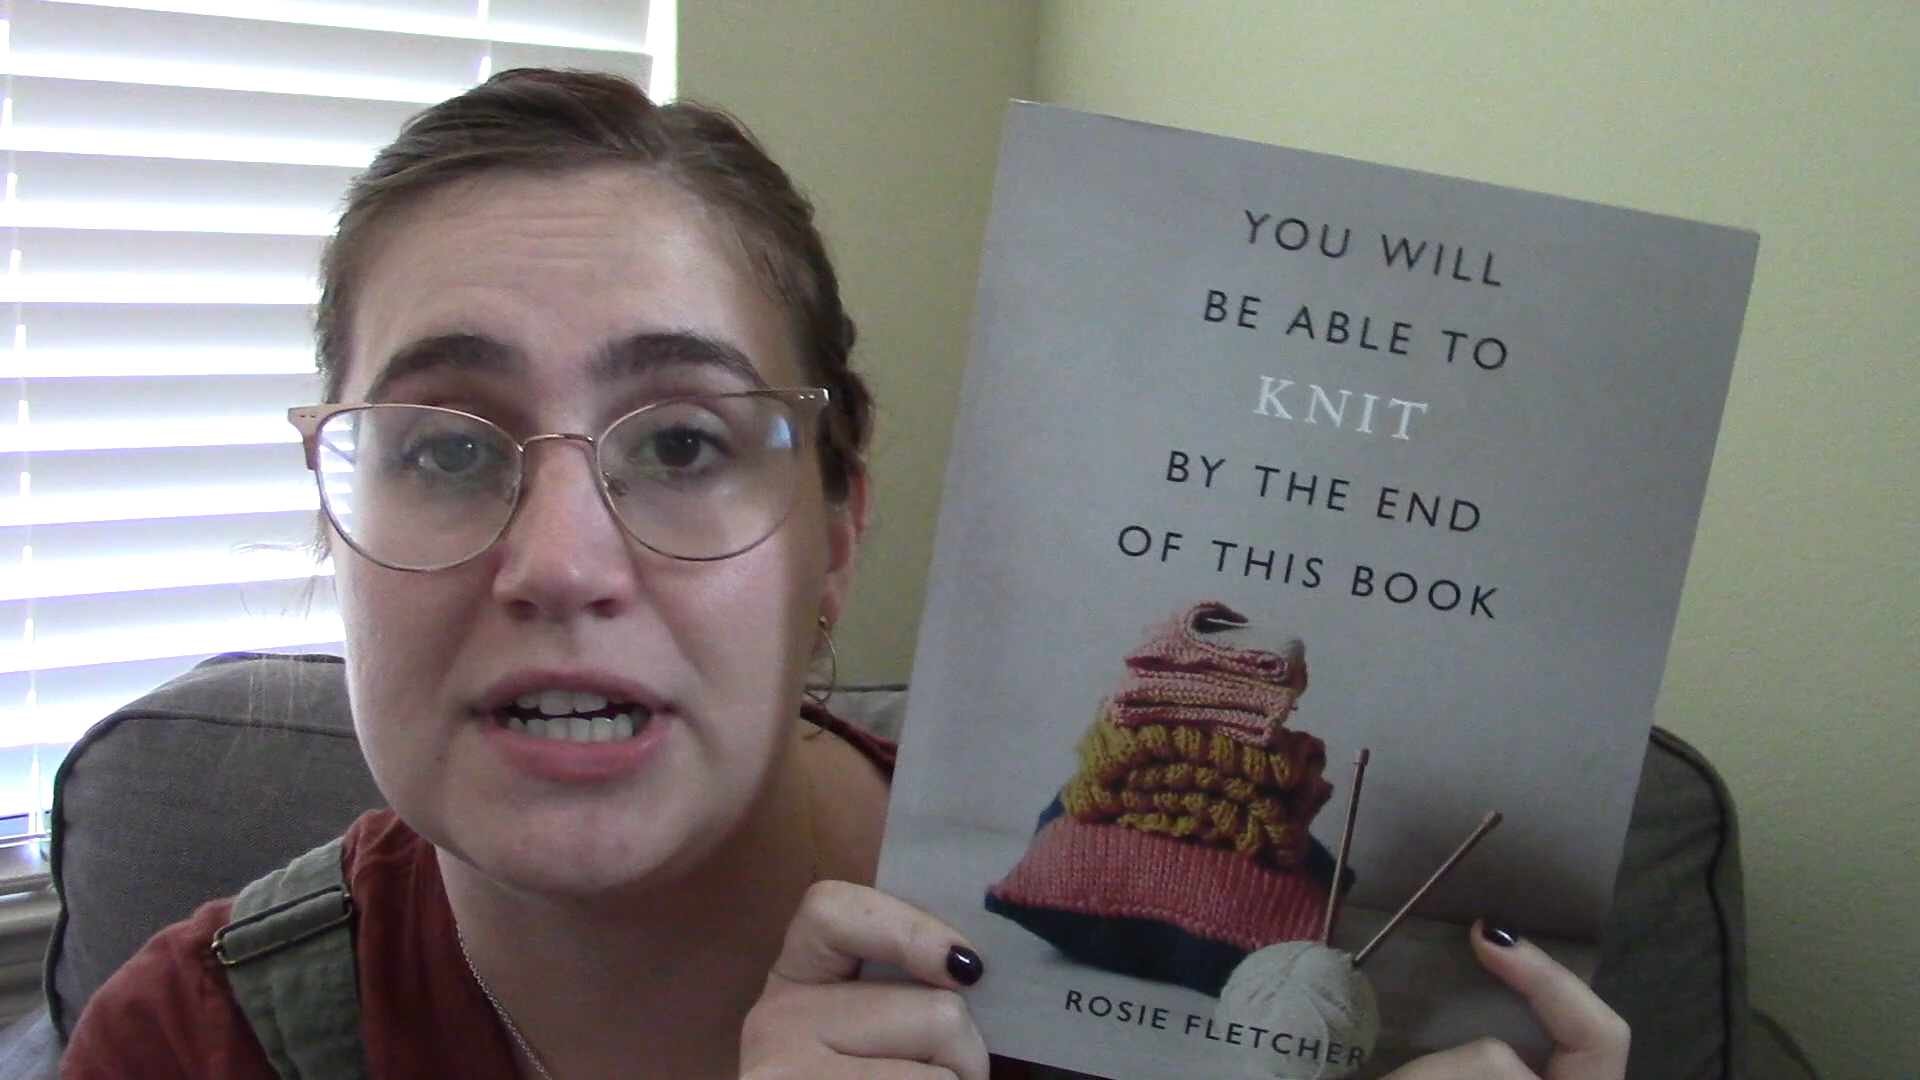 YOU WILL
BE ABLE TO
KNIT
BY THE END
OF THIS BOOK
ROSIE FLETCHER